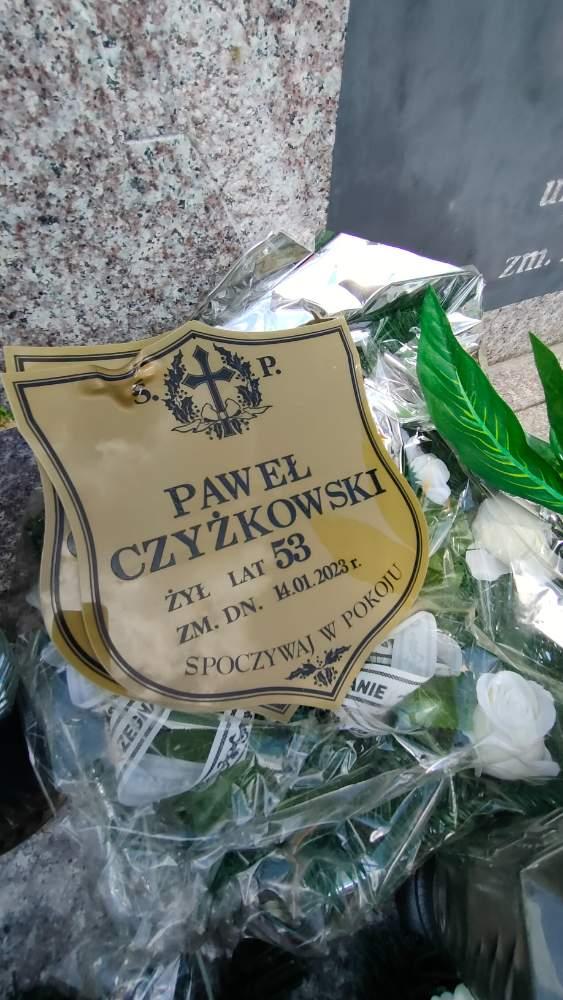 zm.
Ś. P.
PAWEŁ
CZYŻKOWSKI
ŻYŁ LAT 53
ZM. DN. 14.01.2023 r.
SPOCZYWAJ W POKOJU